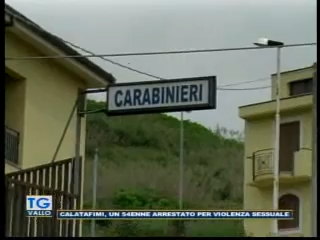 CARABINIERI
TG
VALLO
CALATAFIMI, UN 54ENNE ARRESTATO PER VIOLENZA SESSUALE